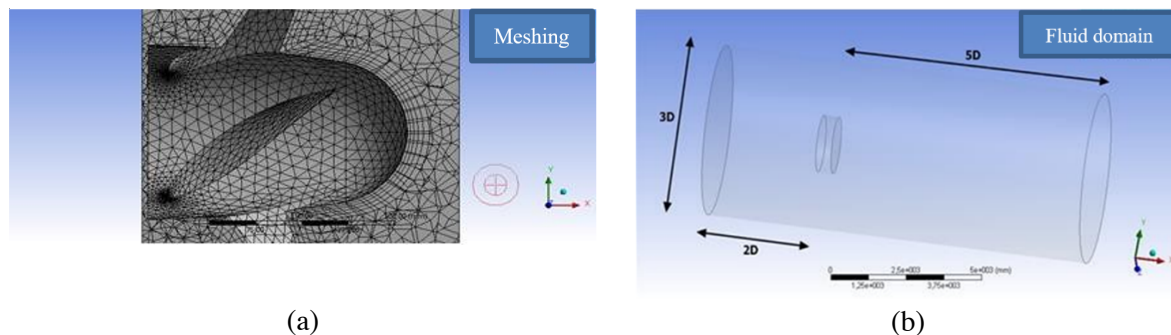 Meshing
Y
X
(a)
Fluid domain
5D
3D
2D
0 2,5e+003 5e+003 (mm)
1,25e+003 3,75e+003
Y
(b)